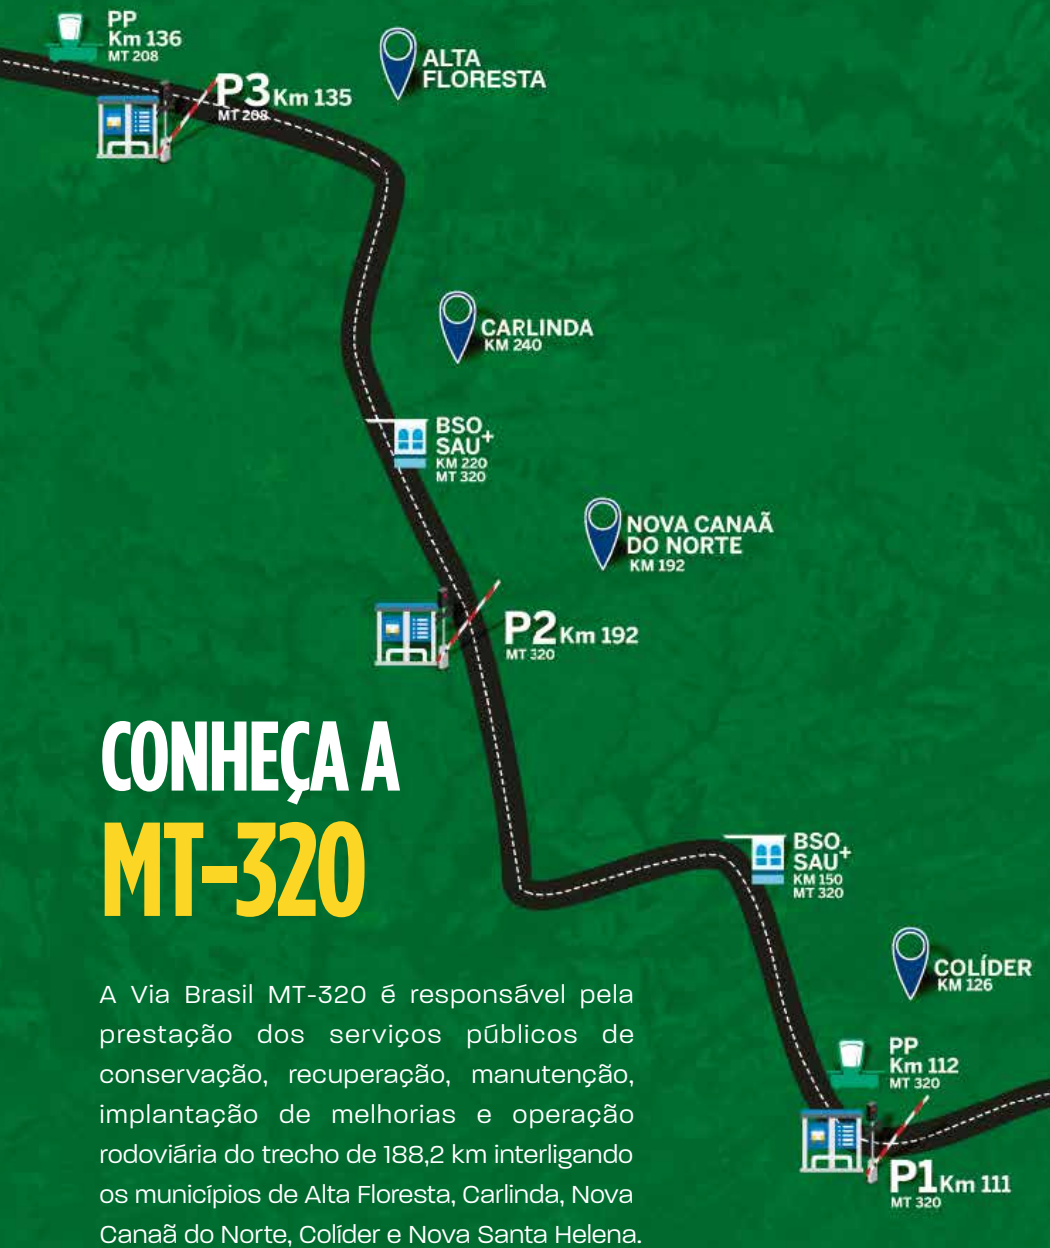 PP
Km 136
MT 208
P3 Km 135
MT 208
ALTA
FLORESTA
CARLINDA
KM 240
BSO
SAU+
KM 220
MT 320
NOVA CANAÃ
DO NORTE
KM 192
P2 Km 192
MT 320
CONHEÇA A
MT-320
BSO
SAU+
KM 150
MT 320
COLÍDER
KM 126
PP
Km 112
MT 320
P1 Km 111
MT 320
A Via Brasil MT-320 é responsável pela
prestação dos serviços públicos de
conservação, recuperação, manutenção,
implantação de melhorias e operação
rodoviária do trecho de 188,2 km interligando
os municípios de Alta Floresta, Carlinda, Nova
Canaã do Norte, Colíder e Nova Santa Helena.